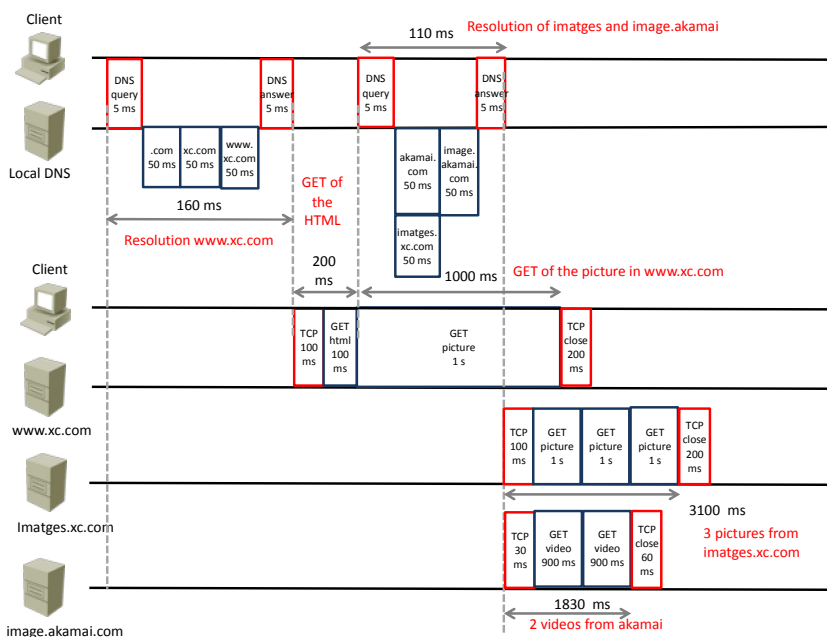 Client
110 ms
Resolution of imatges and image.akamai
DNS
query
5 ms
DNS
answer
5 ms
DNS
query
5 ms
DNS
answer
5 ms
Local DNS
.com
50 ms
xc.com
50 ms
www.
xc.com
50 ms
akamai.
com
50 ms
image.
akamai.
com
50 ms
imatges.
xc.com
50 ms
160 ms
Resolution www.xc.com
GET of
the
HTML
200
ms
1000 ms
GET of the picture in www.xc.com
Client
TCP
100
ms
GET
html
100
ms
GET
picture
1 s
TCP
close
200
ms
www.xc.com
TCP
100
ms
GET
picture
1 s
GET
picture
1 s
GET
picture
1 s
TCP
close
200
ms
Imatges.xc.com
3100 ms
3 pictures from
imatges.xc.com
TCP
30
ms
GET
video
900 ms
GET
video
900 ms
TCP
close
60
ms
image.akamai.com
1830 ms
2 videos from akamai